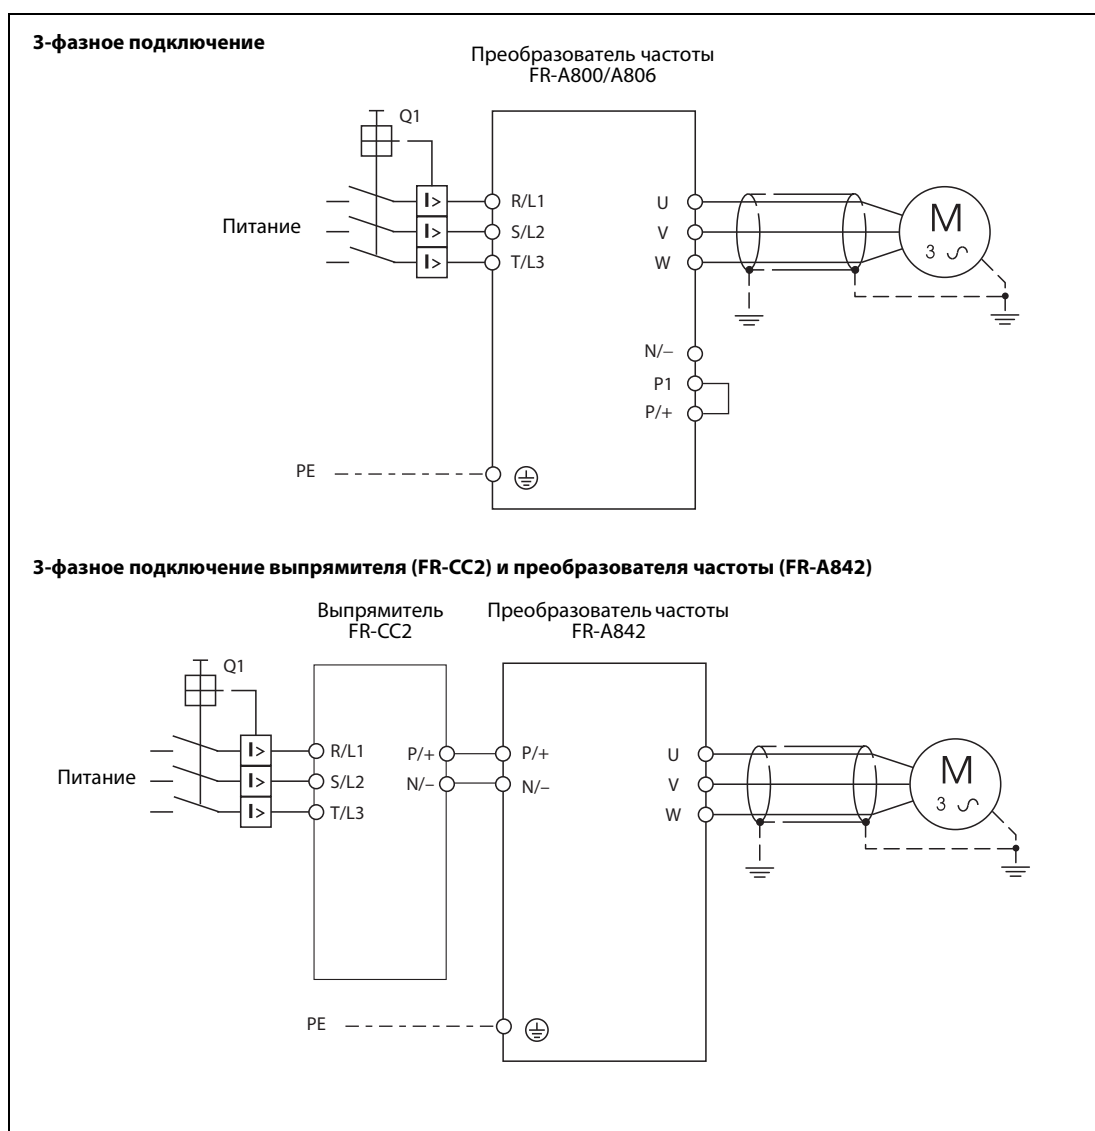 3-фазное подключение
Преобразователь частоты
FR-A800/A806
Q1
I>
R/L1
U
Питание
I>
S/L2
V
M
3
I>
T/L3
W
N/–
P1
P/+
PE
3-фазное подключение выпрямителя (FR-CC2) и преобразователя частоты (FR-A842)
Выпрямитель
FR-CC2
Преобразователь частоты
FR-A842
Q1
I>
R/L1
P/+
P/+
U
Питание
I>
S/L2
N/–
N/–
V
M
3
I>
T/L3
W
PE